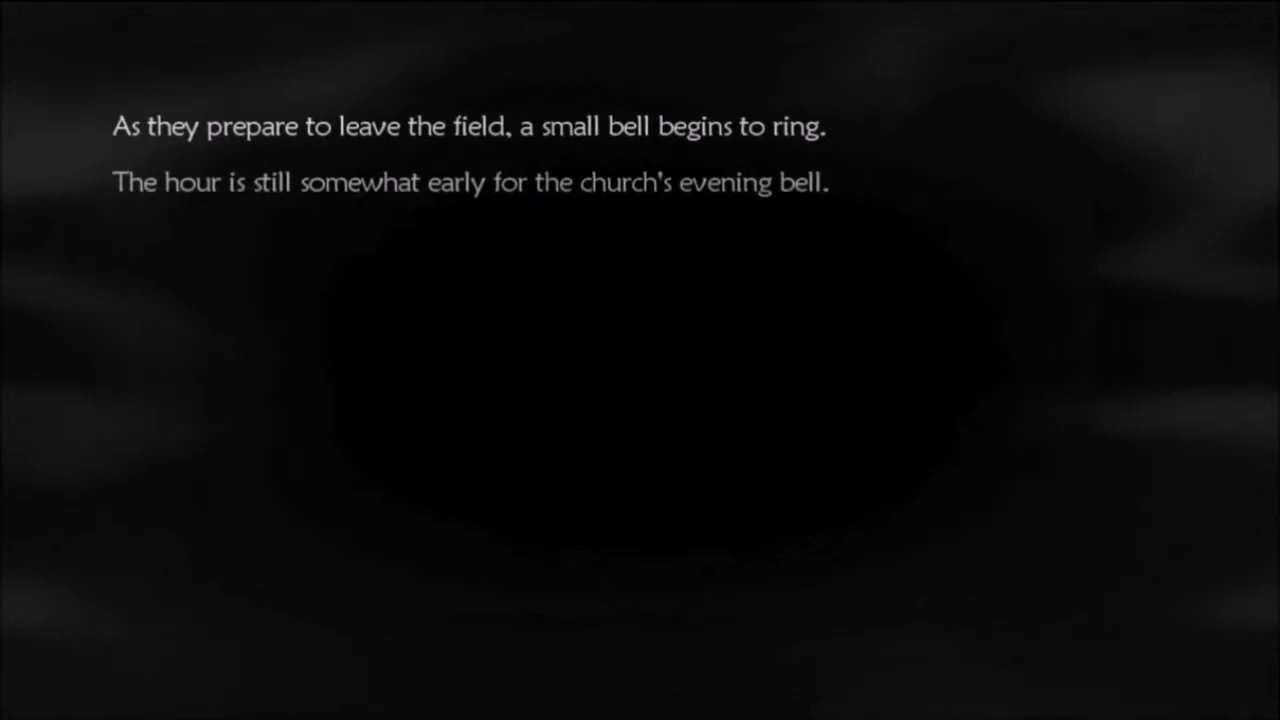 As they prepare to leave the field, a small bell begins to ring.
The hour is still somewhat early for the church's evening bell.